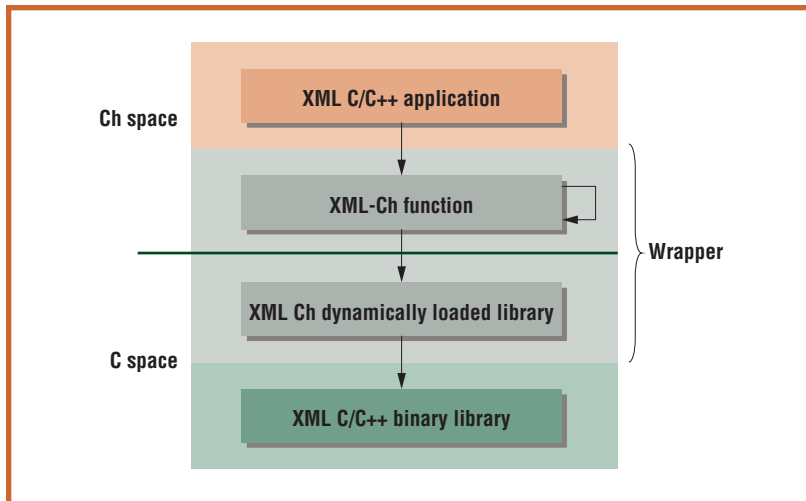 XML C/C++ application
Ch space
XML-Ch function
Wrapper
XML Ch dynamically loaded library
C space
XML C/C++ binary library